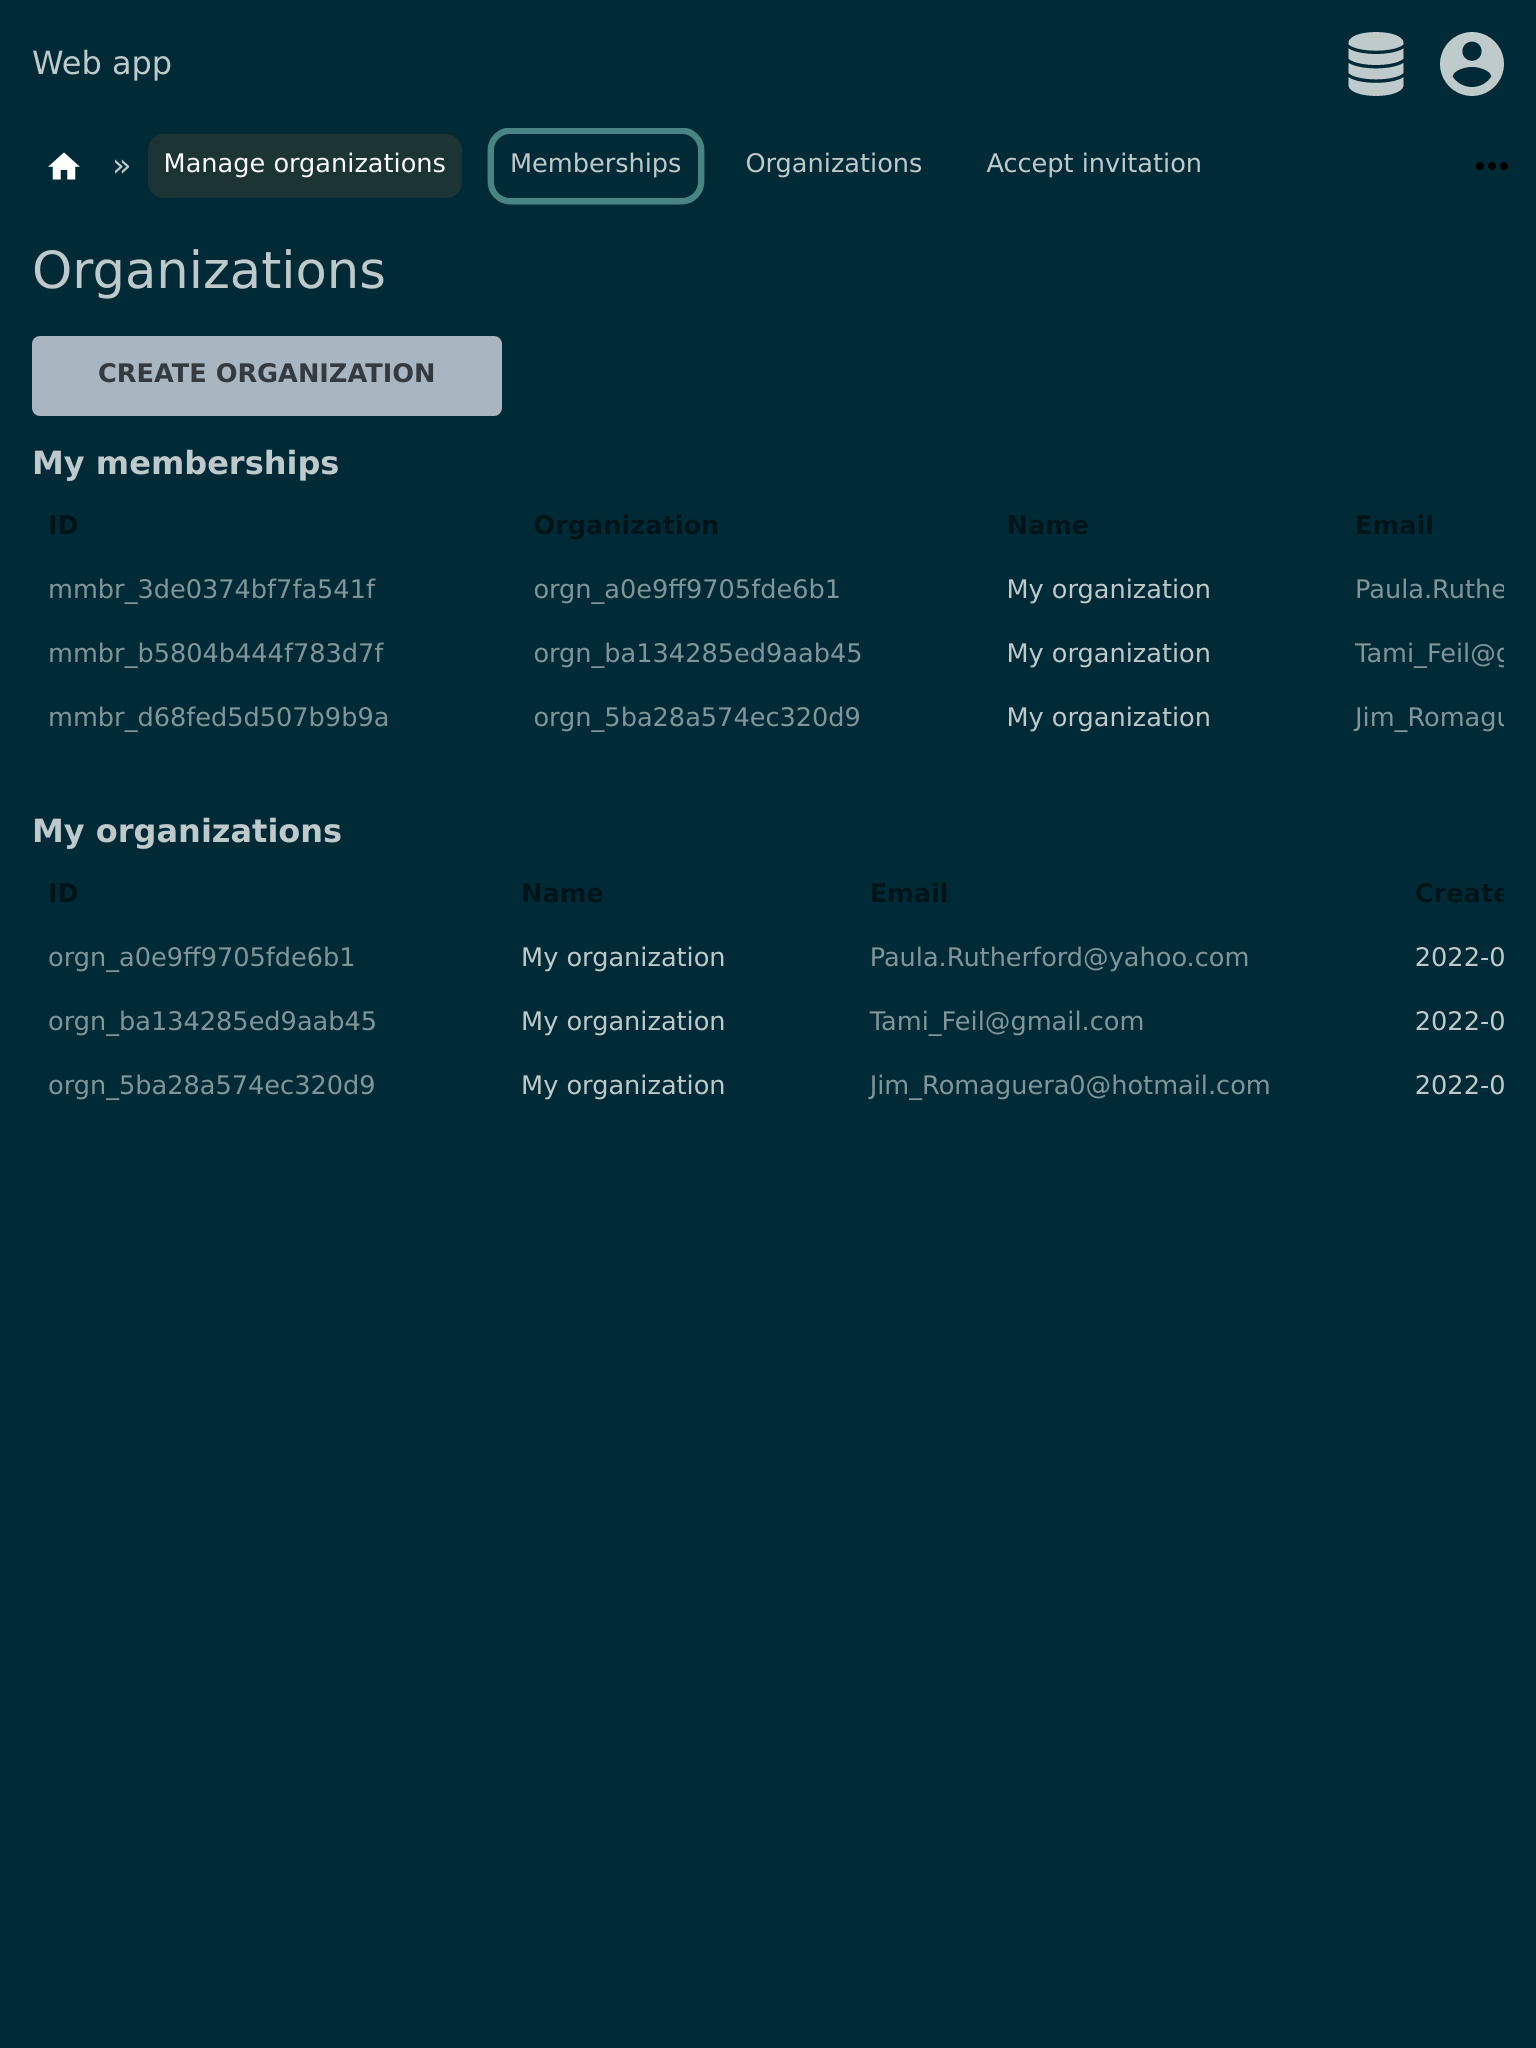 Web app
» Manage organizations Memberships Organizations Accept invitation •••
Organizations
CREATE ORGANIZATION
My memberships
ID Organization Name Email
mmbr_3de0374bf7fa541f orgn_a0e9ff9705fde6b1 My organization Paula.Ruthe
mmbr_b5804b444f783d7f orgn_ba134285ed9aab45 My organization Tami_Feil@g
mmbr_d68fed5d507b9b9a orgn_5ba28a574ec320d9 My organization Jim_Romagu
My organizations
ID Name Email Create
orgn_a0e9ff9705fde6b1 My organization Paula.Rutherford@yahoo.com 2022-0
orgn_ba134285ed9aab45 My organization Tami_Feil@gmail.com 2022-0
orgn_5ba28a574ec320d9 My organization Jim_Romaguera0@hotmail.com 2022-0